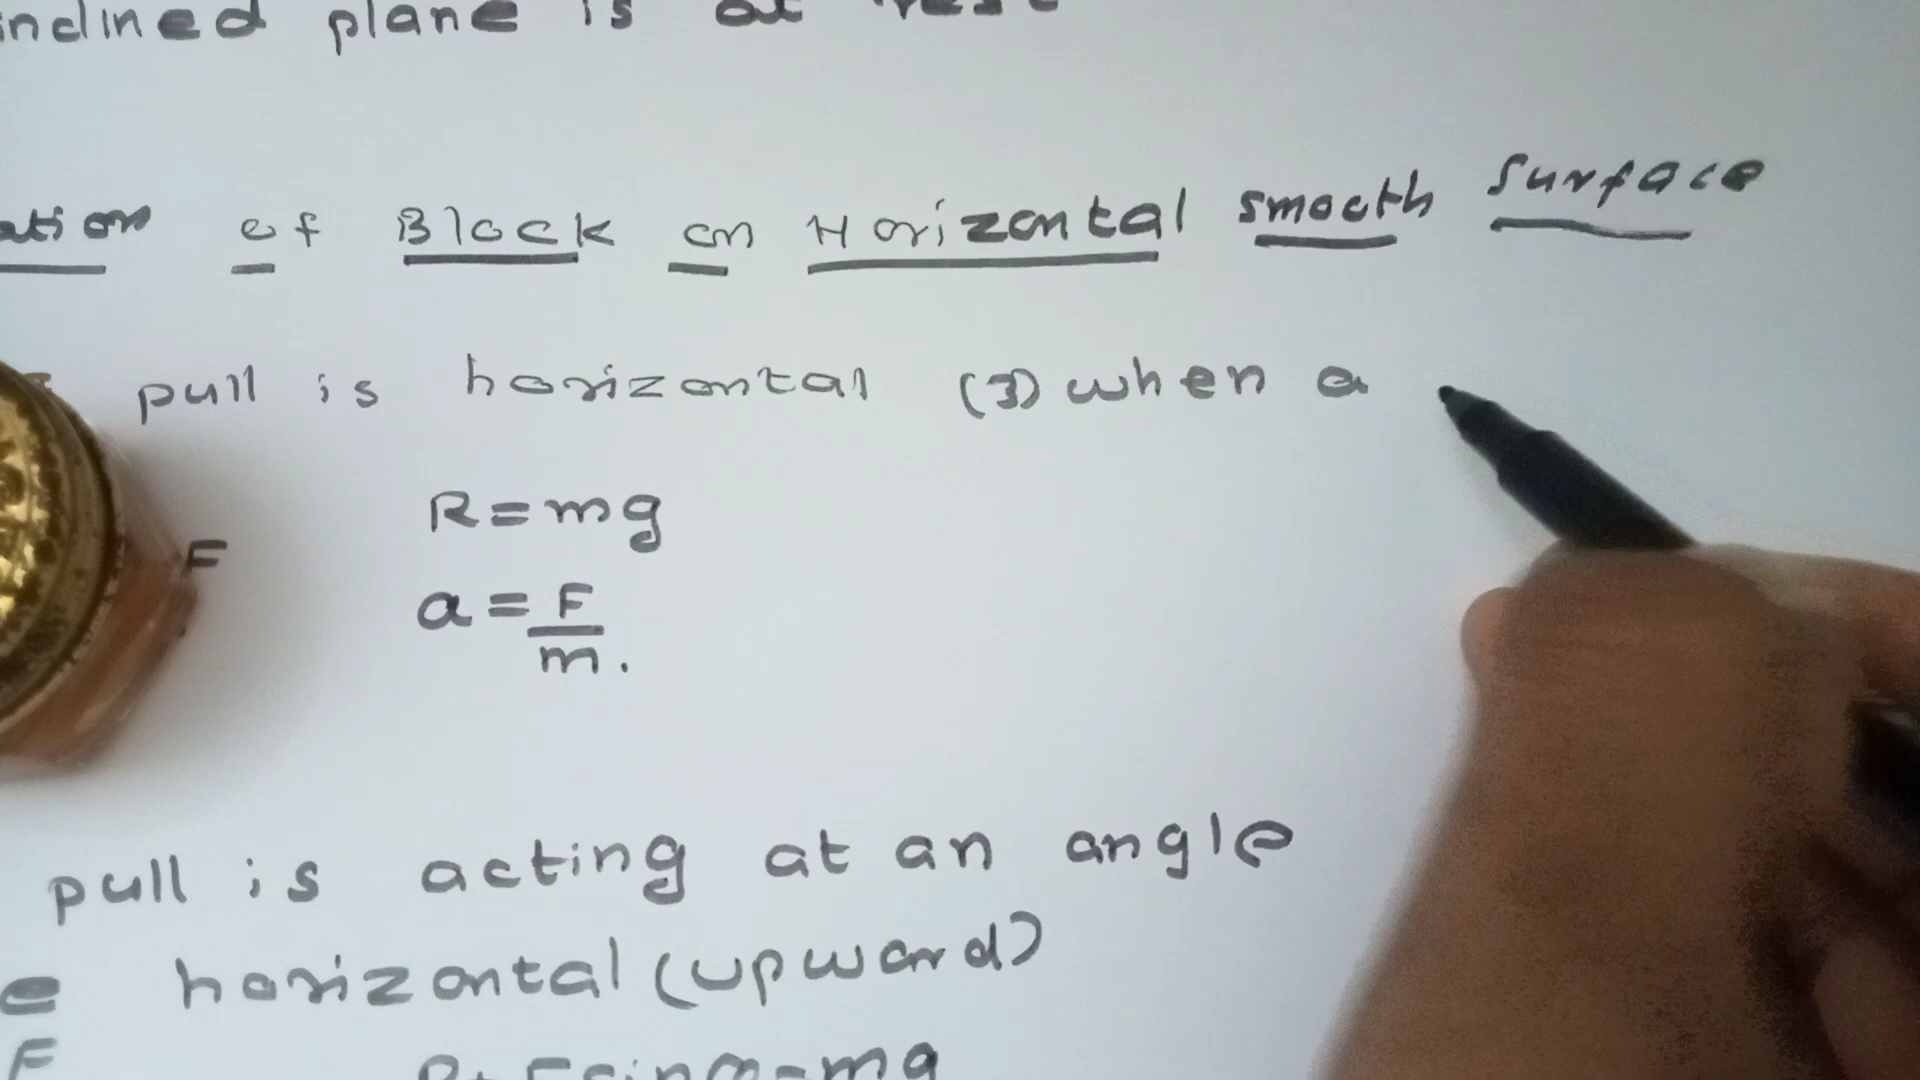 inclined plane is at rest
of Block on Horizontal smooth surface
pull is horizontal (3) when a
R = mg
F
a = F/m.
pull is acting at an angle
horizontal (upward)
F